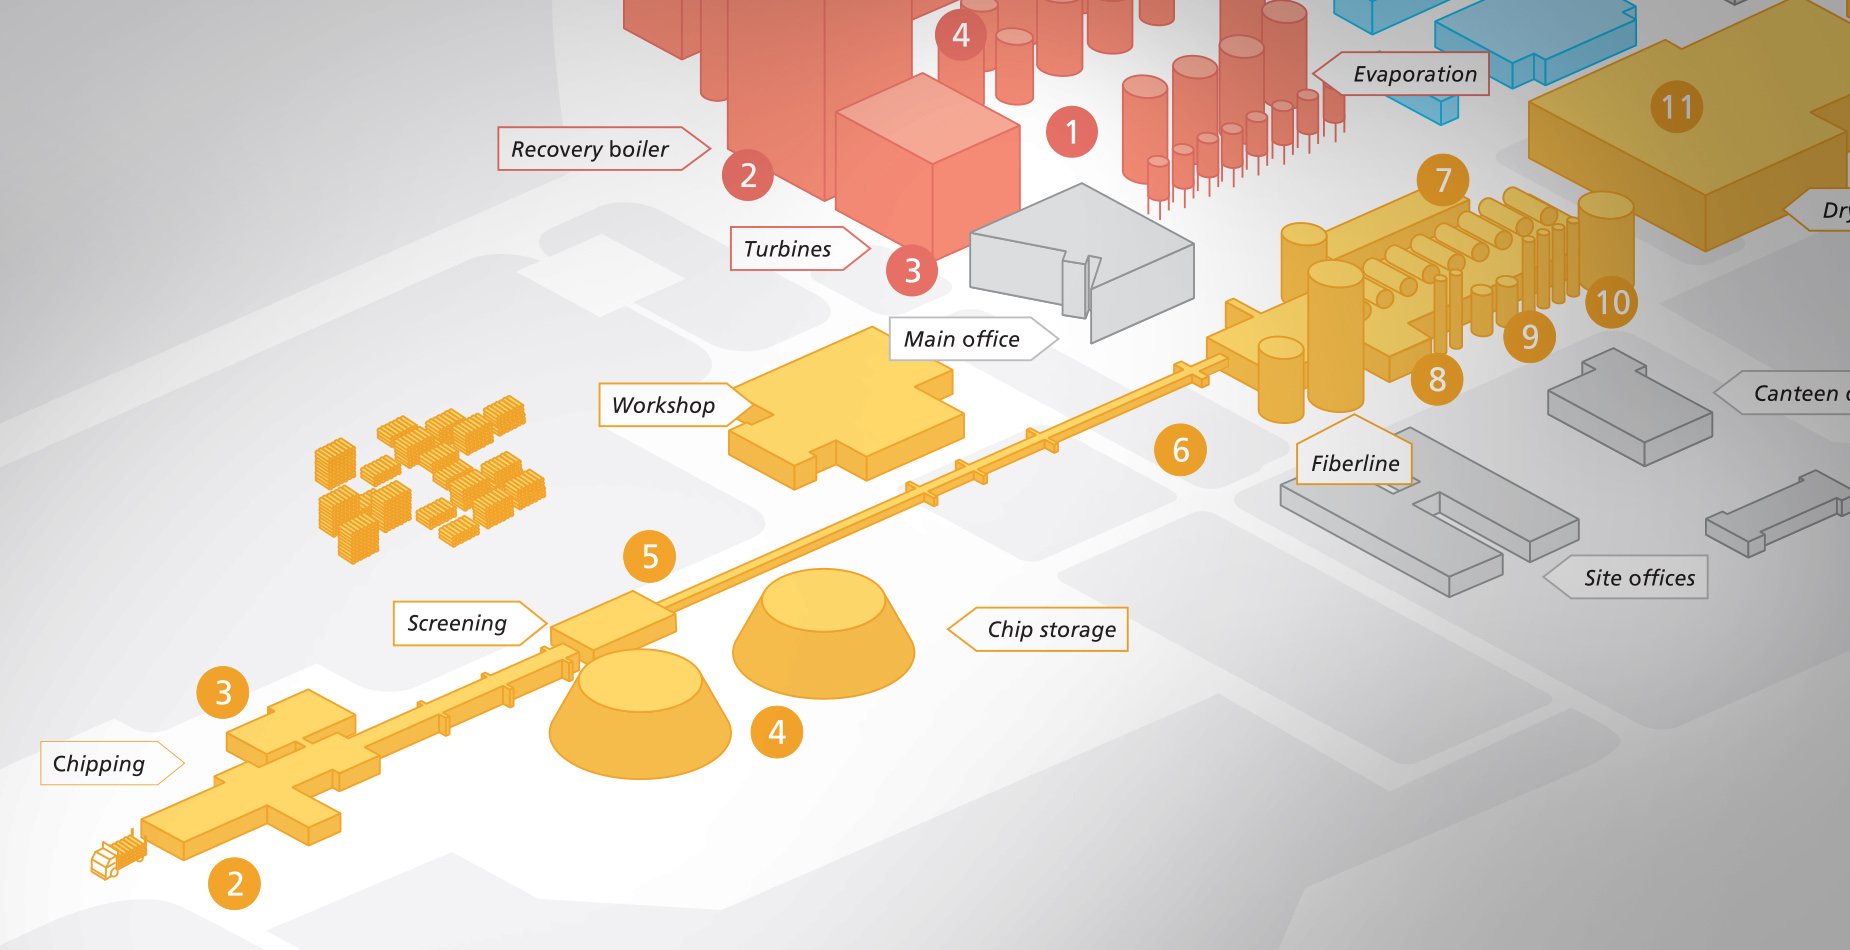 4
Evaporation
11
1
Recovery boiler
2
7
Turbines
3
10
Main office
9
8
Canteen
Workshop
6
Fiberline
5
Site offices
Screening
Chip storage
3
4
Chipping
2